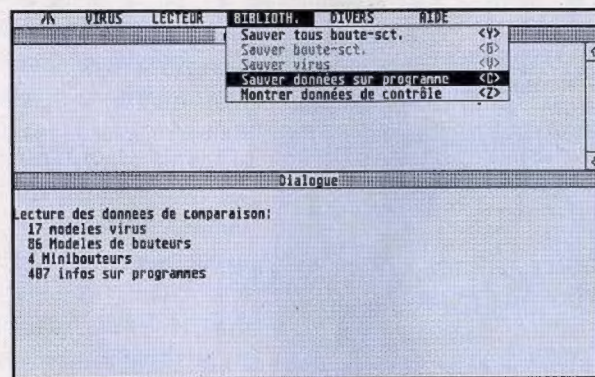 VIRUS LECTEUR BIBLIOTH. DIVERS AIDE
Sauver tous boute-sct. <Y>
Sauver boute-sct.
Sauver virus
Sauver données sur programme <C>
Montrer données de contrôle <Z>
Dialogue
Lecture des donnees de comparaison:
17 modeles virus
86 Modeles de bouteurs
4 Minibouteurs
407 infos sur programmes